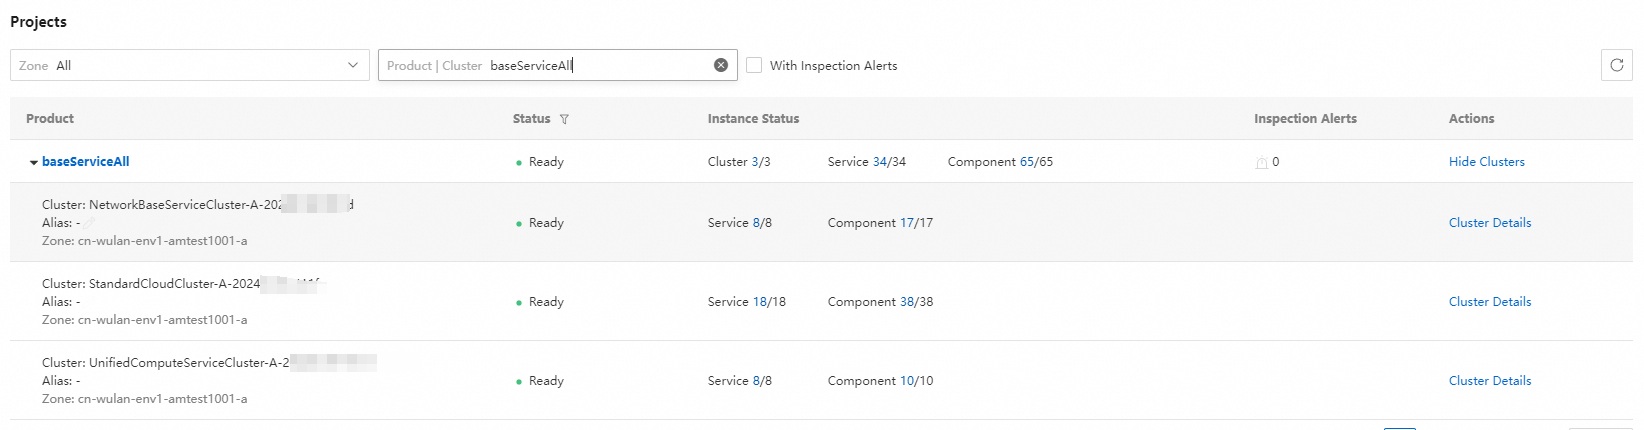 Projects
Zone All Product | Cluster baseServiceAll With Inspection Alerts
Product Status Instance Status Inspection Alerts Actions
baseServiceAll Ready Cluster 3/3 Service 34/34 Component 65/65 0 Hide Clusters
Cluster: NetworkBaseServiceCluster-A-202
Alias: - Ready Service 8/8 Component 17/17 Cluster Details
Zone: cn-wulan-env1-amtest1001-a
Cluster: StandardCloudCluster-A-2024
Alias: - Ready Service 18/18 Component 38/38 Cluster Details
Zone: cn-wulan-env1-amtest1001-a
Cluster: UnifiedComputeServiceCluster-A-2
Alias: - Ready Service 8/8 Component 10/10 Cluster Details
Zone: cn-wulan-env1-amtest1001-a